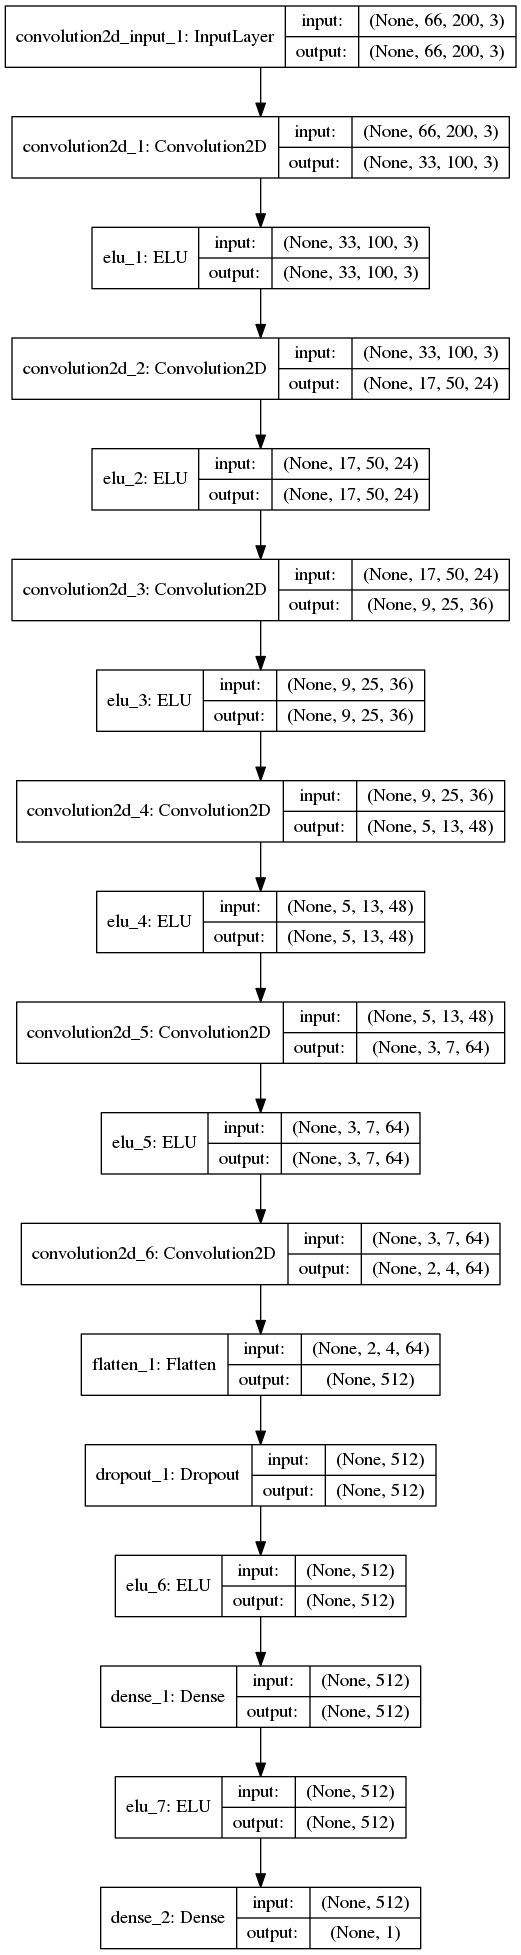 convolution2d_input_1: InputLayer
input: (None, 66, 200, 3)
output: (None, 66, 200, 3)
convolution2d_1: Convolution2D
input: (None, 66, 200, 3)
output: (None, 33, 100, 3)
elu_1: ELU
input: (None, 33, 100, 3)
output: (None, 33, 100, 3)
convolution2d_2: Convolution2D
input: (None, 33, 100, 3)
output: (None, 17, 50, 24)
elu_2: ELU
input: (None, 17, 50, 24)
output: (None, 17, 50, 24)
convolution2d_3: Convolution2D
input: (None, 17, 50, 24)
output: (None, 9, 25, 36)
elu_3: ELU
input: (None, 9, 25, 36)
output: (None, 9, 25, 36)
convolution2d_4: Convolution2D
input: (None, 9, 25, 36)
output: (None, 5, 13, 48)
elu_4: ELU
input: (None, 5, 13, 48)
output: (None, 5, 13, 48)
convolution2d_5: Convolution2D
input: (None, 5, 13, 48)
output: (None, 3, 7, 64)
elu_5: ELU
input: (None, 3, 7, 64)
output: (None, 3, 7, 64)
convolution2d_6: Convolution2D
input: (None, 3, 7, 64)
output: (None, 2, 4, 64)
flatten_1: Flatten
input: (None, 2, 4, 64)
output: (None, 512)
dropout_1: Dropout
input: (None, 512)
output: (None, 512)
elu_6: ELU
input: (None, 512)
output: (None, 512)
dense_1: Dense
input: (None, 512)
output: (None, 512)
elu_7: ELU
input: (None, 512)
output: (None, 512)
dense_2: Dense
input: (None, 512)
output: (None, 1)